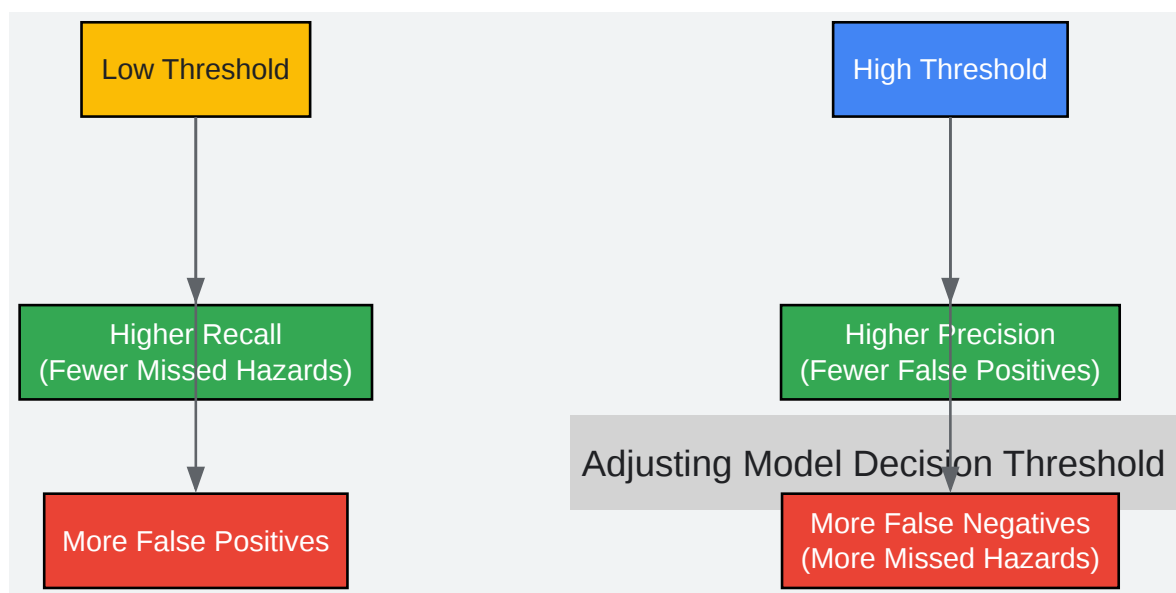 Low Threshold
High Threshold
Higher Recall
(Fewer Missed Hazards)
Higher Precision
(Fewer False Positives)
Adjusting Model Decision Threshold
More False Positives
More False Negatives
(More Missed Hazards)